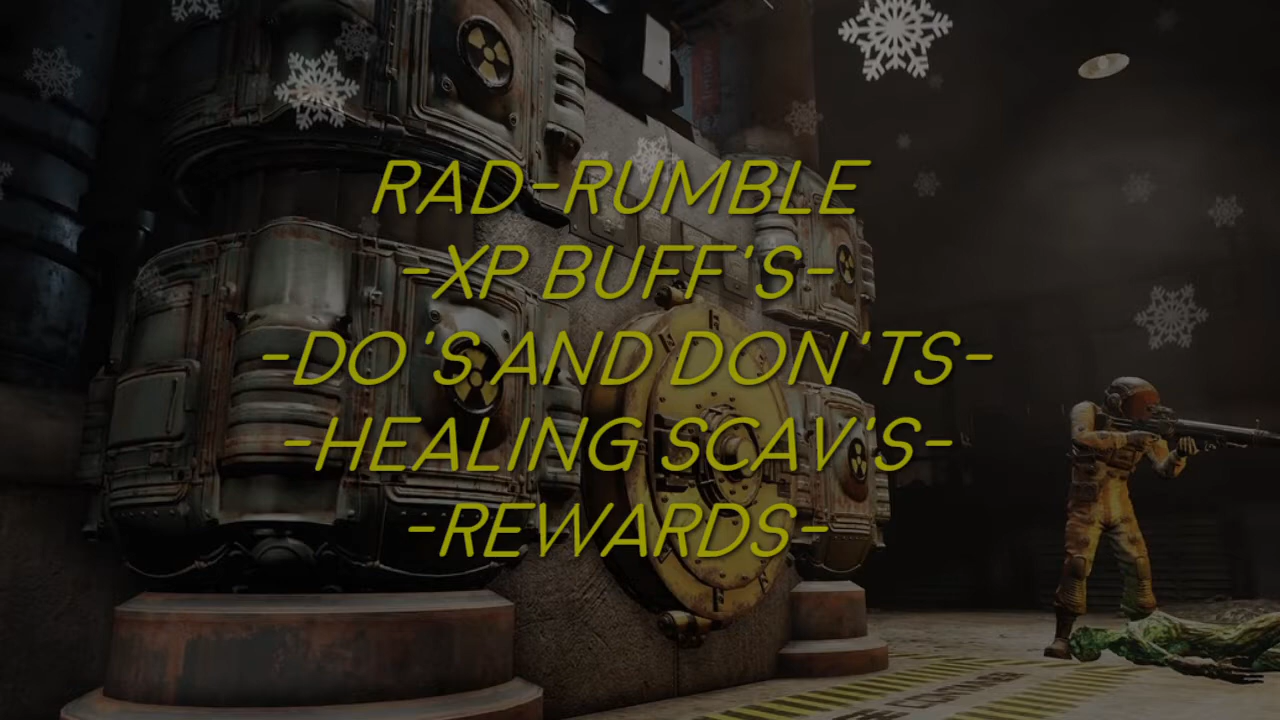 RAD-RUMBLE
-XP BUFF'S-
-DO'S AND DON'TS-
-HEALING SCAV'S-
-REWARDS-